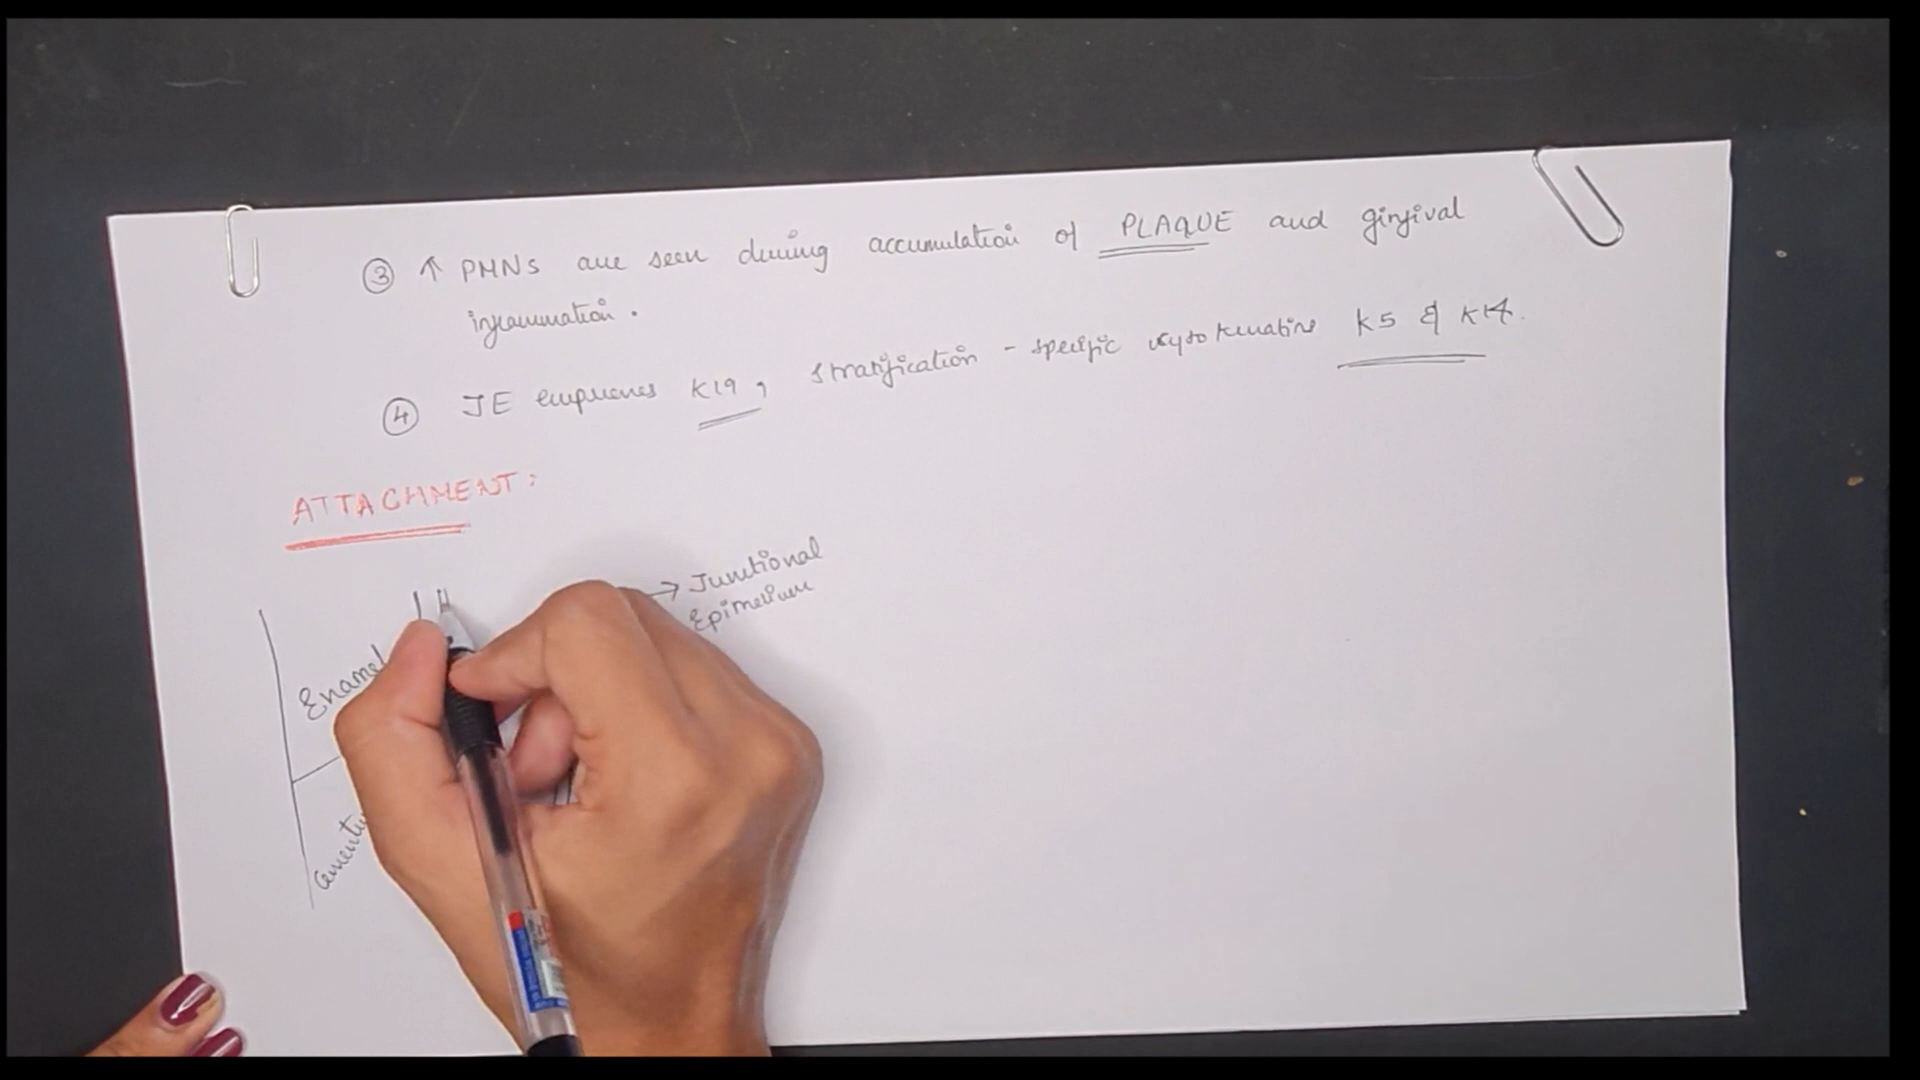 ③ ↑ PMNs are seen during accumulation of PLAQUE and gingival
inflammation.
④ JE expresses K19, stratification - specific cytokeratins K5 & K14.
ATTACHMENT:
→ Junctional
Epithelium
Enamel